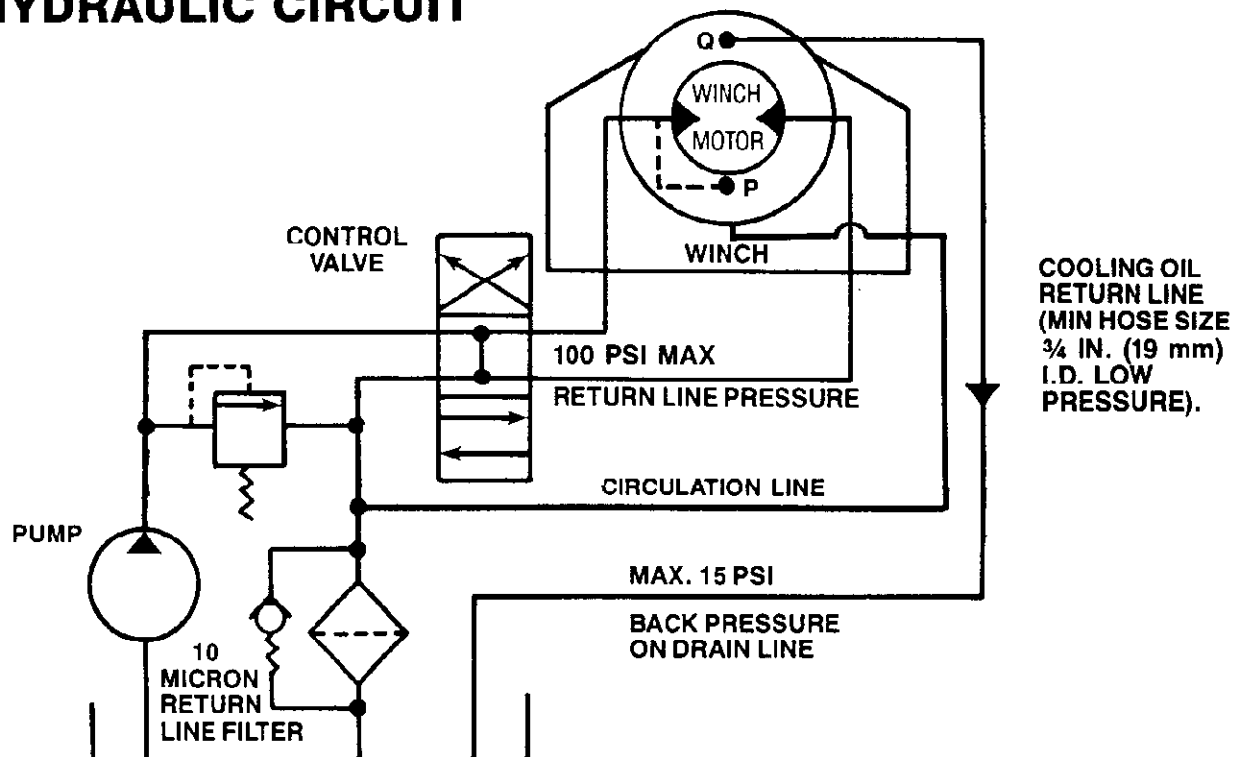 HYDRAULIC CIRCUIT
Q
WINCH
MOTOR
P
WINCH
CONTROL
VALVE
100 PSI MAX
RETURN LINE PRESSURE
COOLING OIL
RETURN LINE
(MIN HOSE SIZE
¾ IN. (19 mm)
I.D. LOW
PRESSURE).
CIRCULATION LINE
PUMP
MAX. 15 PSI
BACK PRESSURE
ON DRAIN LINE
10
MICRON
RETURN
LINE FILTER